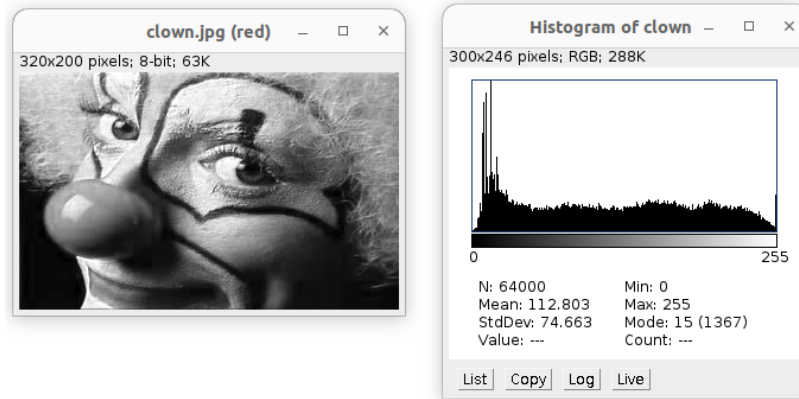 clown.jpg (red)
320x200 pixels; 8-bit; 63K
Histogram of clown
300x246 pixels; RGB; 288K
0 255
N: 64000 Min: 0
Mean: 112.803 Max: 255
StdDev: 74.663 Mode: 15 (1367)
Value: --- Count: ---
List Copy Log Live